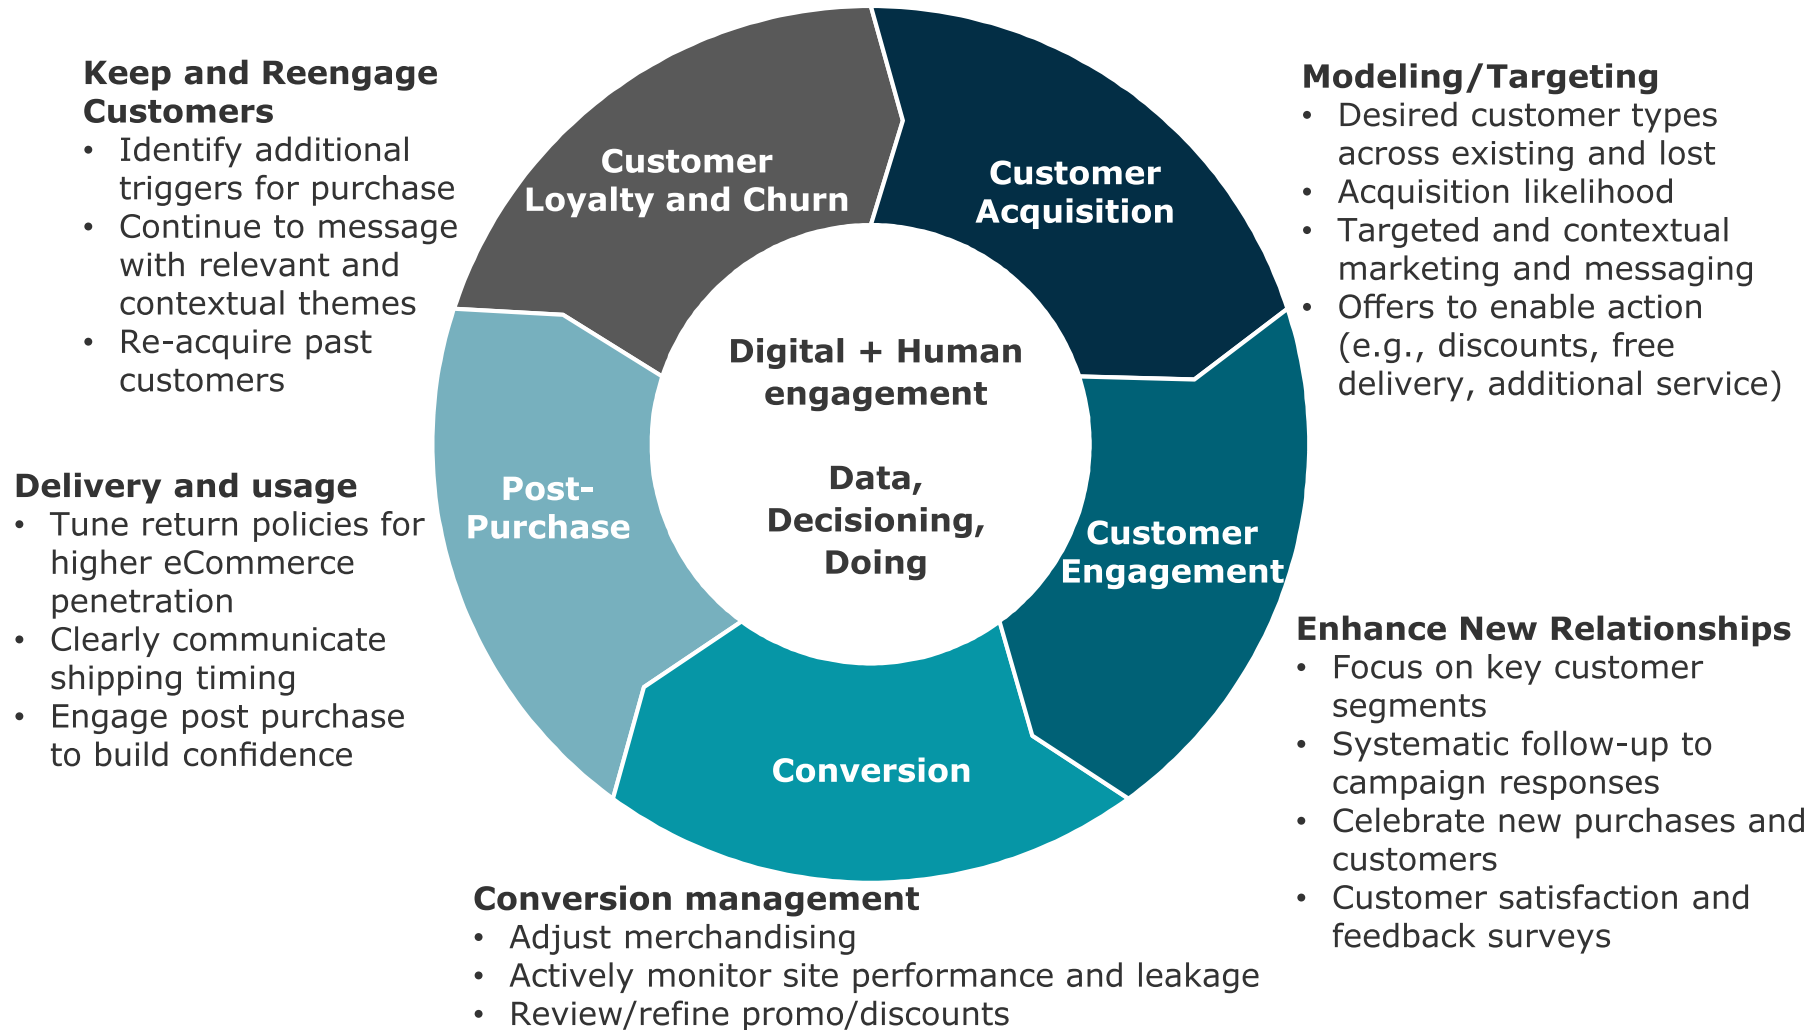 Keep and Reengage
Customers
• Identify additional
triggers for purchase
• Continue to message
with relevant and
contextual themes
• Re-acquire past
customers
Customer
Loyalty and Churn
Customer
Acquisition
Modeling/Targeting
• Desired customer types
across existing and lost
• Acquisition likelihood
• Targeted and contextual
marketing and messaging
• Offers to enable action
(e.g., discounts, free
delivery, additional service)
Digital + Human
engagement
Data,
Decisioning,
Doing
Delivery and usage
• Tune return policies for
higher eCommerce
penetration
• Clearly communicate
shipping timing
• Engage post purchase
to build confidence
Post-
Purchase
Customer
Engagement
Enhance New Relationships
• Focus on key customer
segments
• Systematic follow-up to
campaign responses
• Celebrate new purchases and
customers
• Customer satisfaction and
feedback surveys
Conversion
Conversion management
• Adjust merchandising
• Actively monitor site performance and leakage
• Review/refine promo/discounts